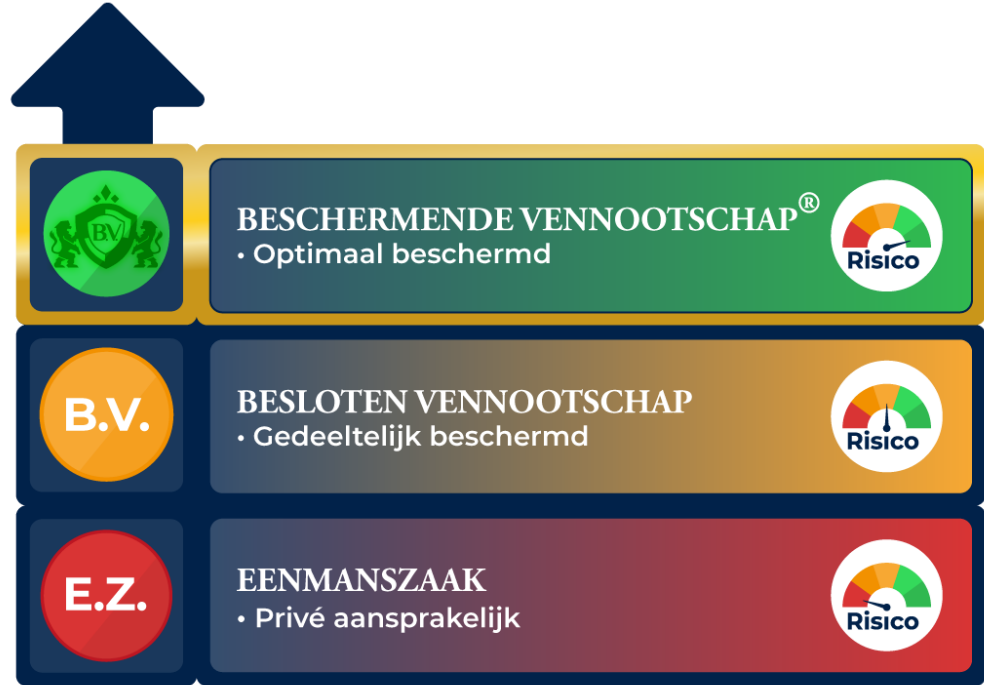 B.V.
BESCHERMENDE VENNOOTSCHAP®
• Optimaal beschermd
Risico
B.V.
BESLOTEN VENNOOTSCHAP
• Gedeeltelijk beschermd
Risico
E.Z.
EENMANSZAAK
• Privé aansprakelijk
Risico